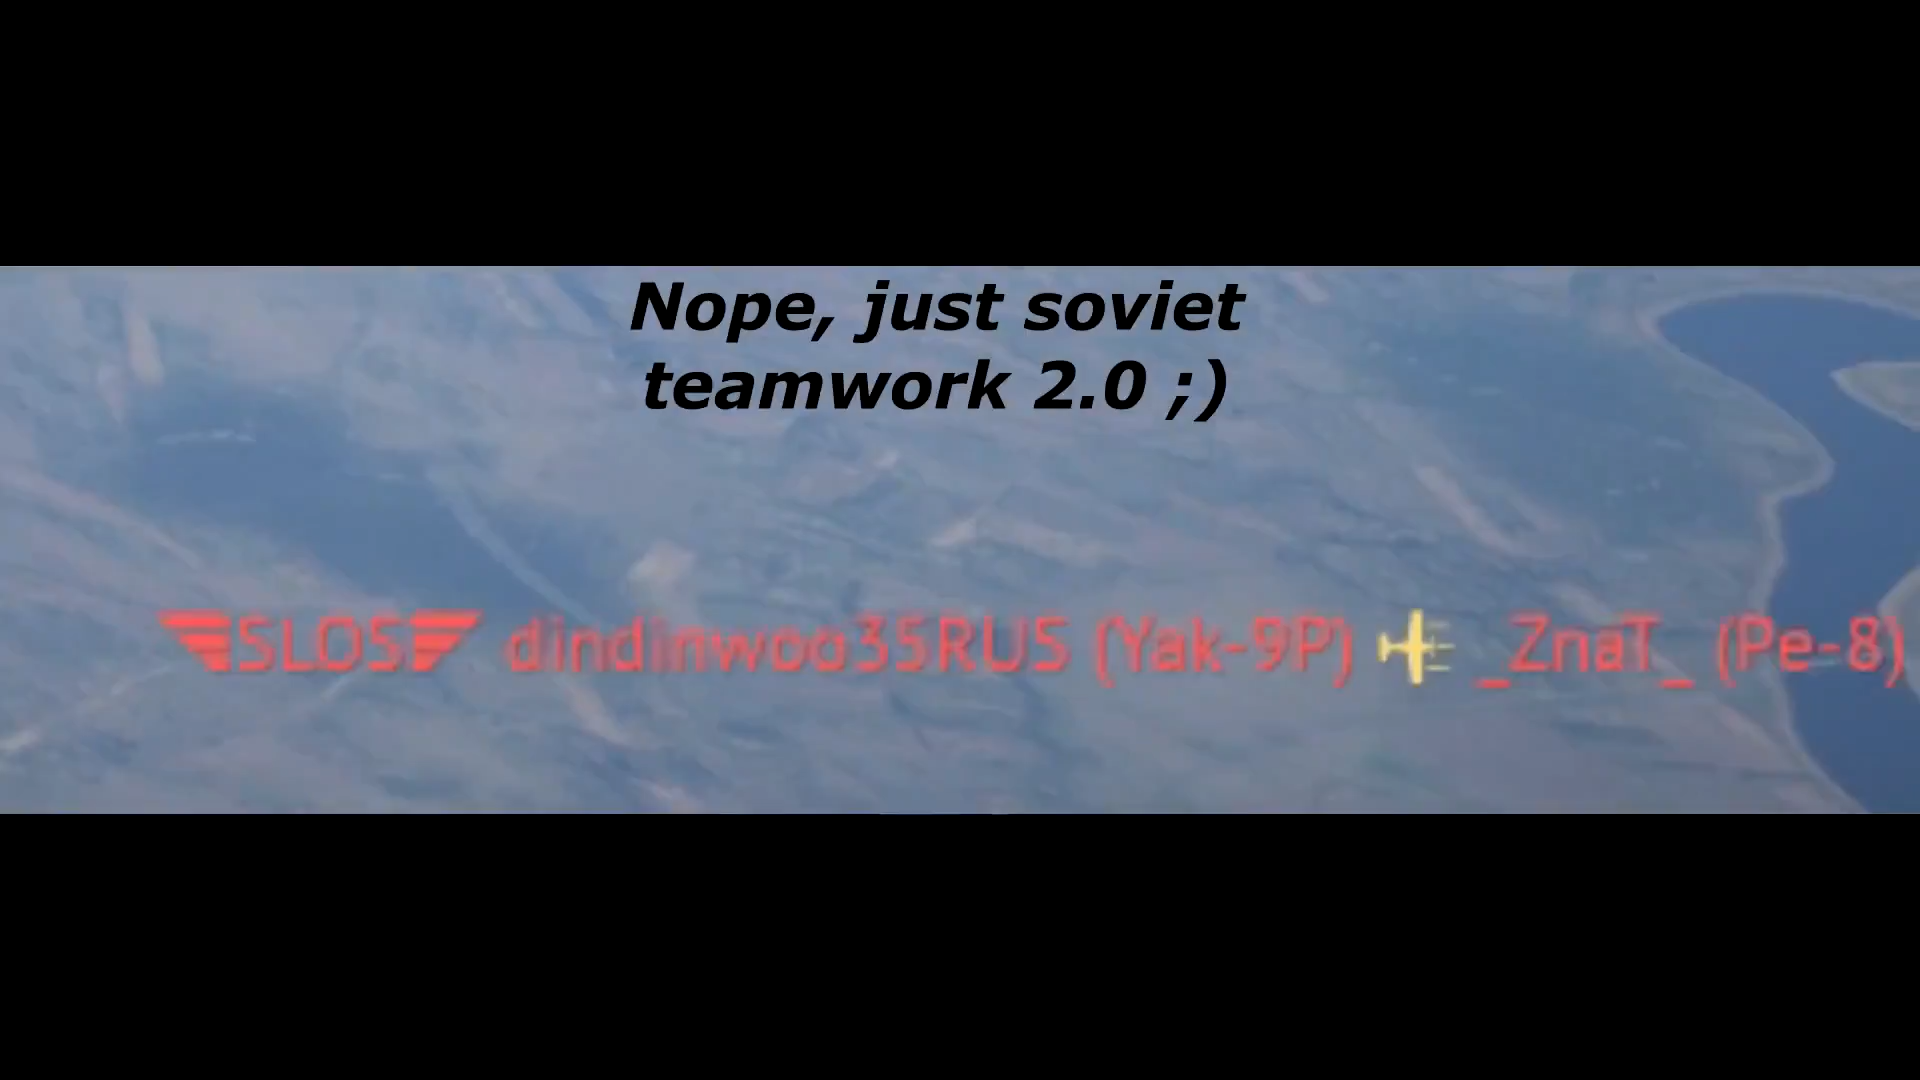 Nope, just soviet
teamwork 2.0 ;)
SLOS dindinwoo35RUS (Yak-9P) _ZnaT_ (Pe-8)